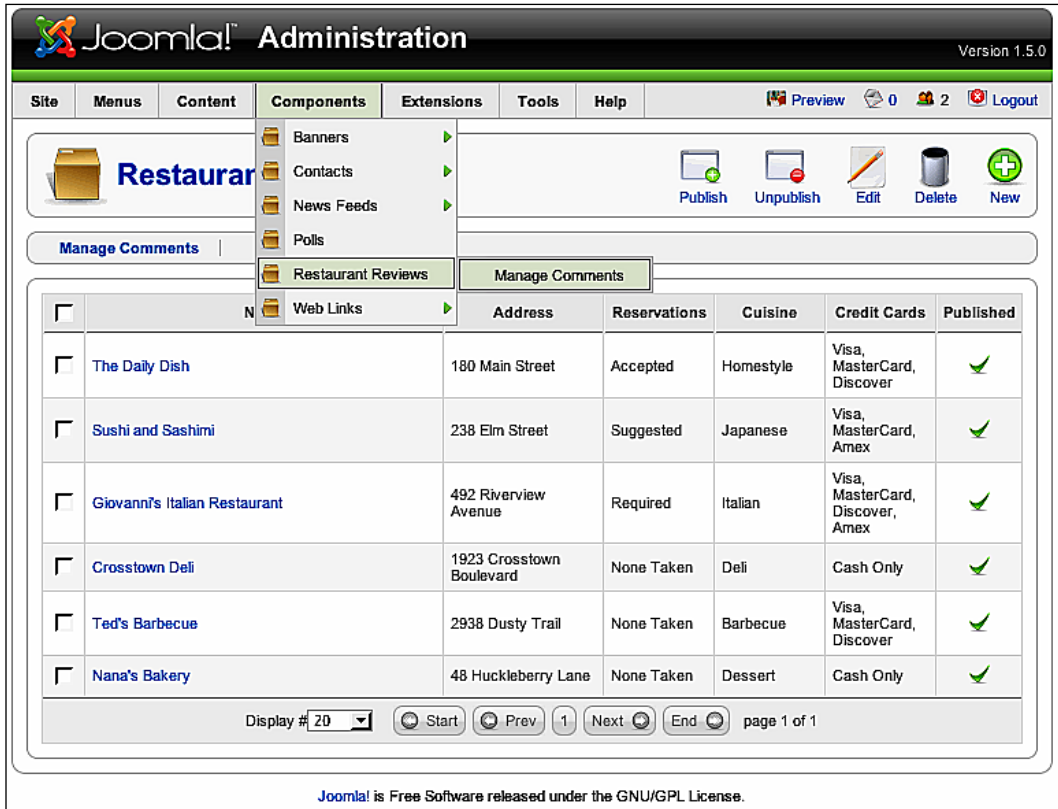 Joomla!™ Administration
Version 1.5.0
Site Menus Content Components Extensions Tools Help Preview 0 2 Logout
Banners
Contacts
News Feeds
Polls
Restaurant Reviews
Manage Comments
Web Links
Restaurar
Publish Unpublish Edit Delete New
Manage Comments
N Address Reservations Cuisine Credit Cards Published
The Daily Dish 180 Main Street Accepted Homestyle Visa,
MasterCard,
Discover
Sushi and Sashimi 238 Elm Street Suggested Japanese Visa,
MasterCard,
Amex
Giovanni's Italian Restaurant 492 Riverview
Avenue Required Italian Visa,
MasterCard,
Discover,
Amex
Crosstown Deli 1923 Crosstown
Boulevard None Taken Deli Cash Only
Ted's Barbecue 2938 Dusty Trail None Taken Barbecue Visa,
MasterCard,
Discover
Nana's Bakery 48 Huckleberry Lane None Taken Dessert Cash Only
Display # 20 Start Prev 1 Next End page 1 of 1
Joomla! is Free Software released under the GNU/GPL License.